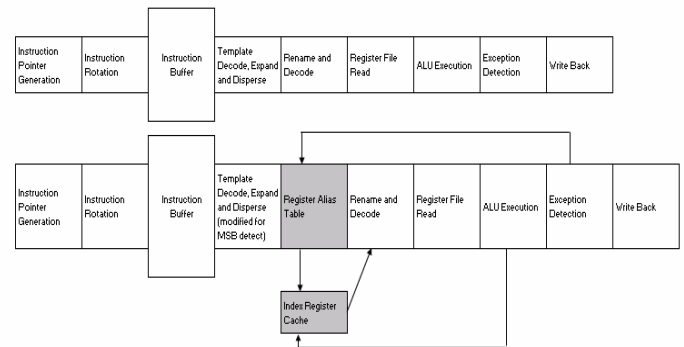 Instruction
Pointer
Generation
Instruction
Rotation
Instruction
Buffer
Template
Decode, Expand
and Disperse
Rename and
Decode
Register File
Read
ALU Execution
Exception
Detection
Write Back
Instruction
Pointer
Generation
Instruction
Rotation
Instruction
Buffer
Template
Decode, Expand
and Disperse
(modified for
MSB detect)
Register Alias
Table
Rename and
Decode
Register File
Read
ALU Execution
Exception
Detection
Write Back
Index Register
Cache